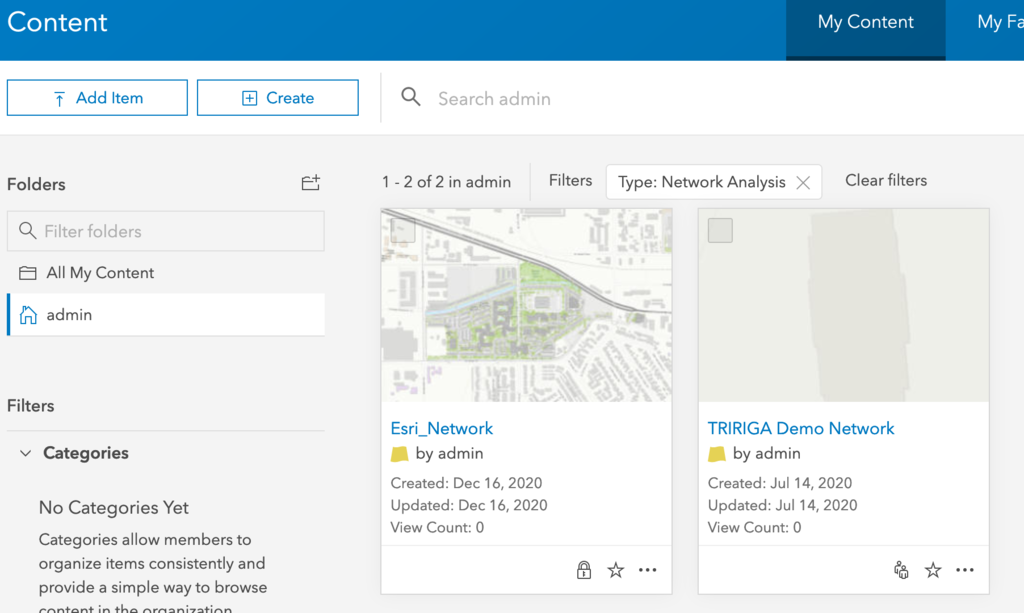 Content
My Content
My Fa
Add Item
Create
Search admin
Folders
1 - 2 of 2 in admin
Filters
Type: Network Analysis
Clear filters
Filter folders
All My Content
admin
Filters
Categories
No Categories Yet
Categories allow members to
organize items consistently and
provide a simple way to browse
content in the organization.
Esri_Network
by admin
Created: Dec 16, 2020
Updated: Dec 16, 2020
View Count: 0
TRIRIGA Demo Network
by admin
Created: Jul 14, 2020
Updated: Jul 14, 2020
View Count: 0